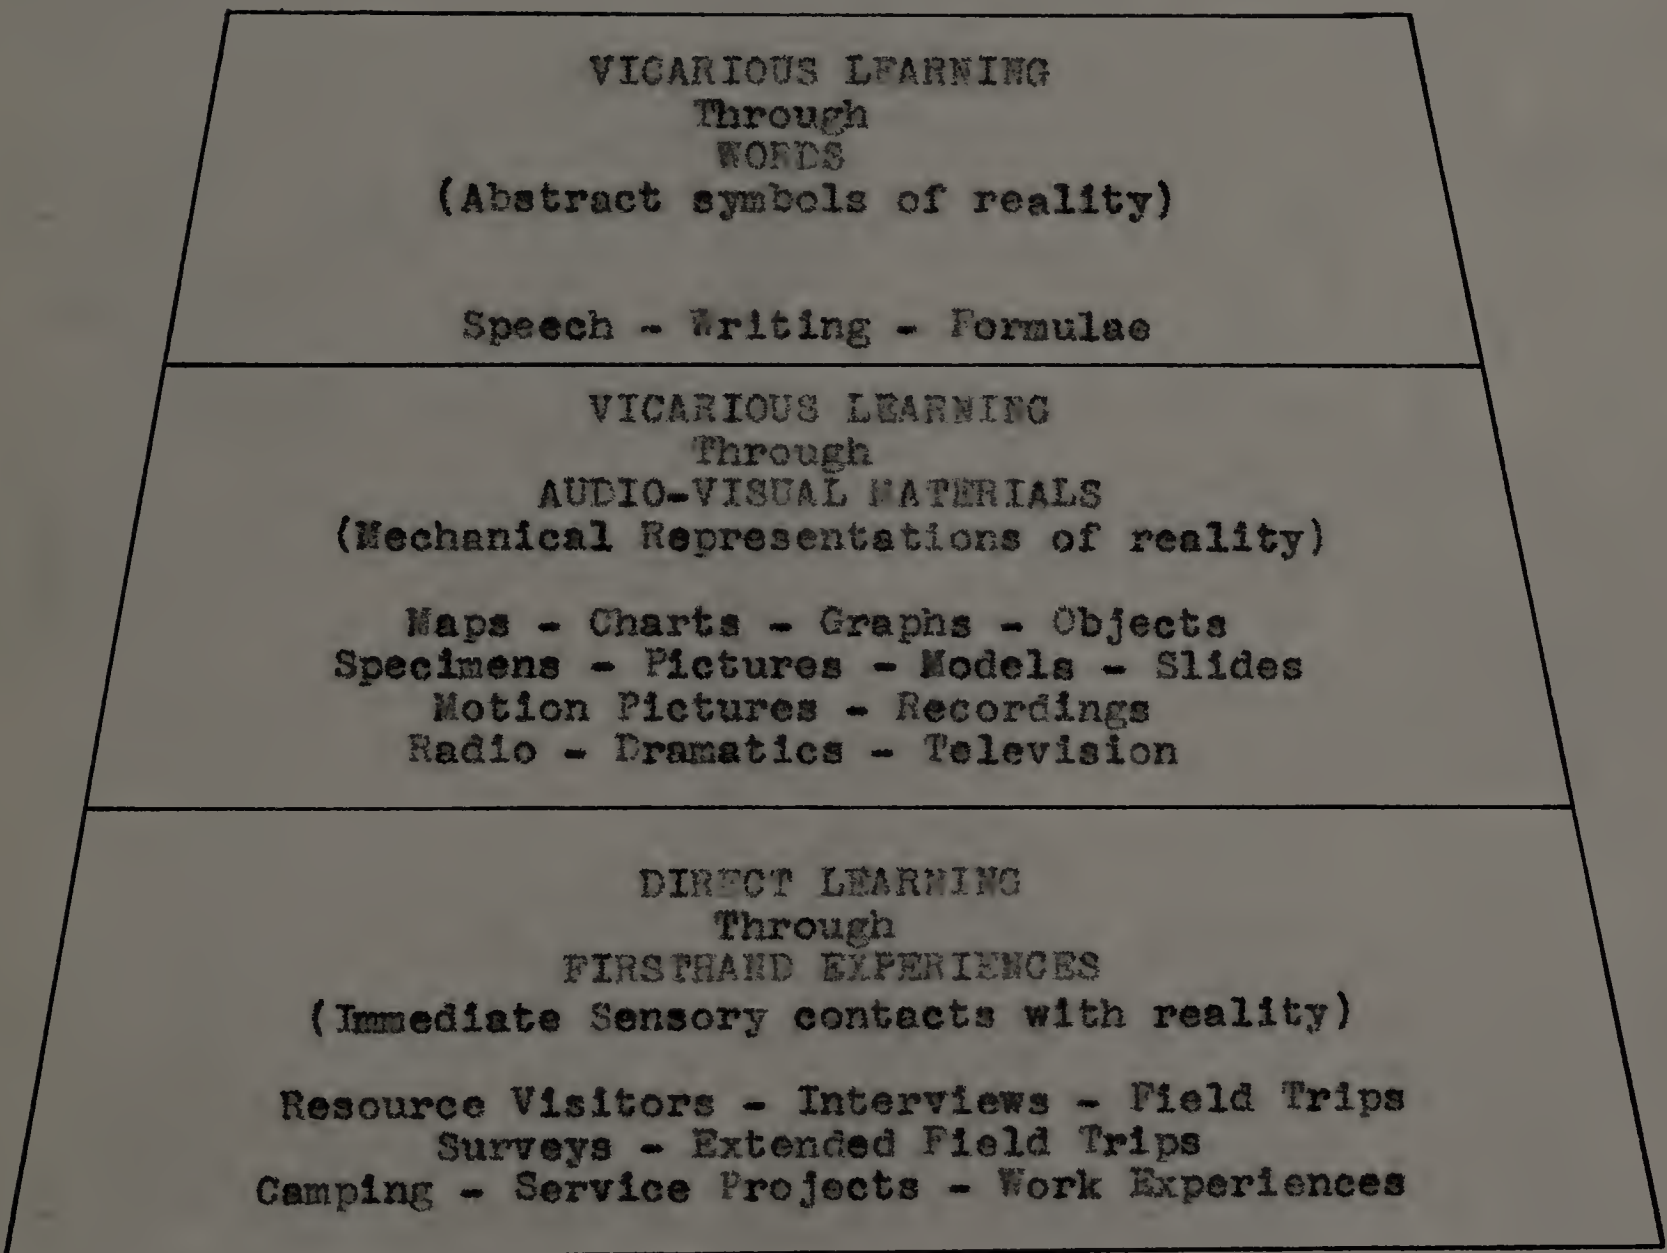 VICARIOUS LEARNING
Through
WORDS
(Abstract symbols of reality)
Speech - Writing - Formulae
VICARIOUS LEARNING
Through
AUDIO-VISUAL MATERIALS
(Mechanical Representations of reality)
Maps - Charts - Graphs - Objects
Specimens - Pictures - Models - Slides
Motion Pictures - Recordings
Radio - Dramatics - Television
DIRECT LEARNING
Through
FIRSTHAND EXPERIENCES
(Immediate Sensory contacts with reality)
Resource Visitors - Interviews - Field Trips
Surveys - Extended Field Trips
Camping - Service Projects - Work Experiences